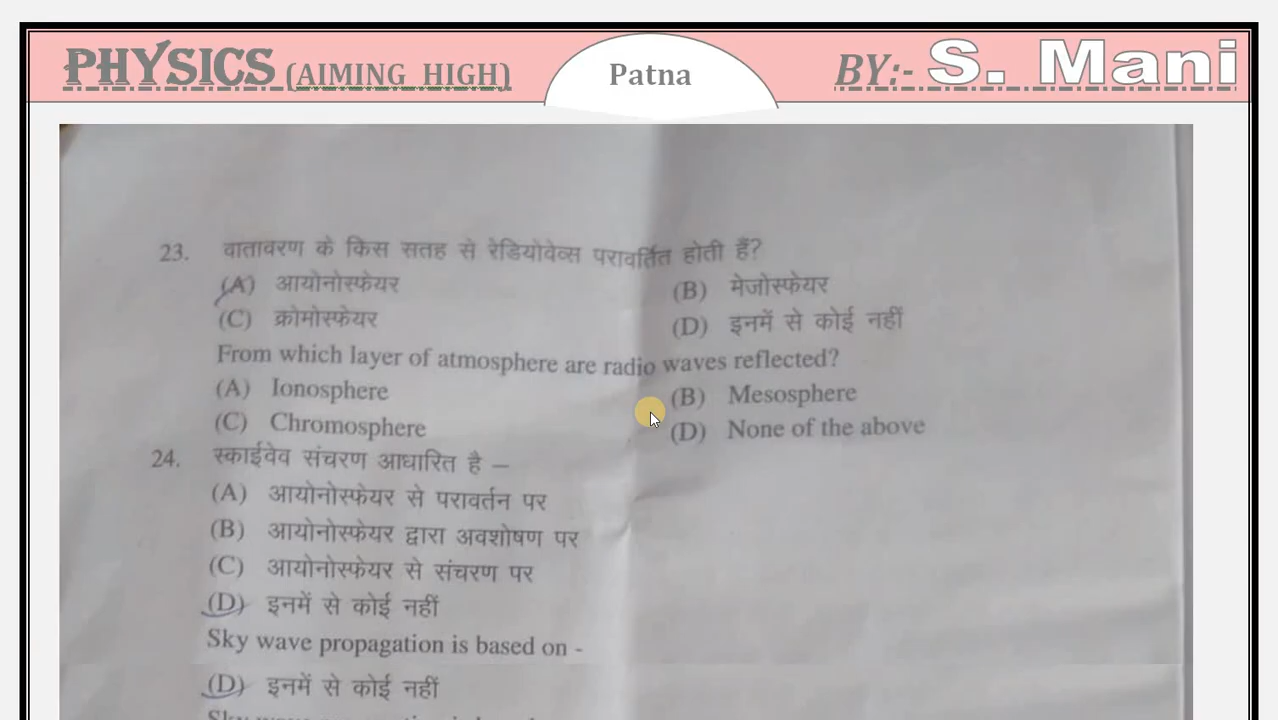 PHYSICS (AIMING HIGH) Patna BY:- S. Mani
23. वातावरण के किस सतह से रेडियोवेव्स परावर्तित होती हैं?
(A) आयोनोस्फेयर (B) मेजोस्फेयर
(C) क्रोमोस्फेयर (D) इनमें से कोई नहीं
From which layer of atmosphere are radio waves reflected?
(A) Ionosphere (B) Mesosphere
(C) Chromosphere (D) None of the above
24. स्काईवेव संचरण आधारित है –
(A) आयोनोस्फेयर से परावर्तन पर
(B) आयोनोस्फेयर द्वारा अवशोषण पर
(C) आयोनोस्फेयर से संचरण पर
(D) इनमें से कोई नहीं
Sky wave propagation is based on -
(D) इनमें से कोई नहीं